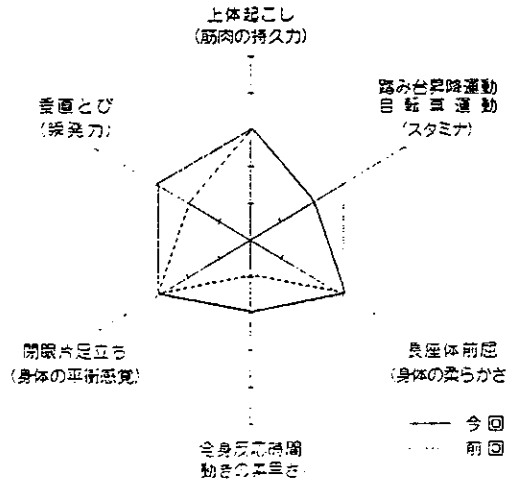 上体起こし
(筋肉の持久力)
踏み台昇降運動
自転車運動
(スタミナ)
垂直とび
(瞬発力)
閉眼片足立ち
(身体の平衡感覚)
長座体前屈
(身体の柔らかさ
全身反応時間
動きの素早さ
今回
前回